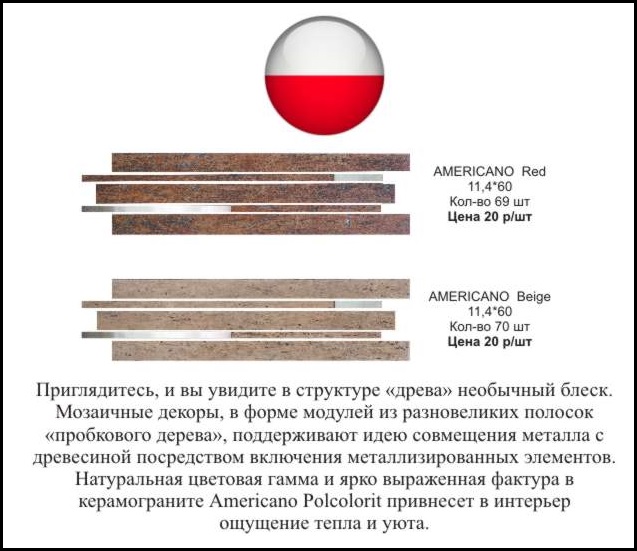 AMERICANO Red
11,4*60
Кол-во 69 шт
Цена 20 р/шт
AMERICANO Beige
11,4*60
Кол-во 70 шт
Цена 20 р/шт
Приглядитесь, и вы увидите в структуре «древа» необычный блеск.
Мозаичные декоры, в форме модулей из разновеликих полосок
«пробкового дерева», поддерживают идею совмещения металла с
древесиной посредством включения металлизированных элементов.
Натуральная цветовая гамма и ярко выраженная фактура в
керамограните Americano Polcolorit привнесет в интерьер
ощущение тепла и уюта.